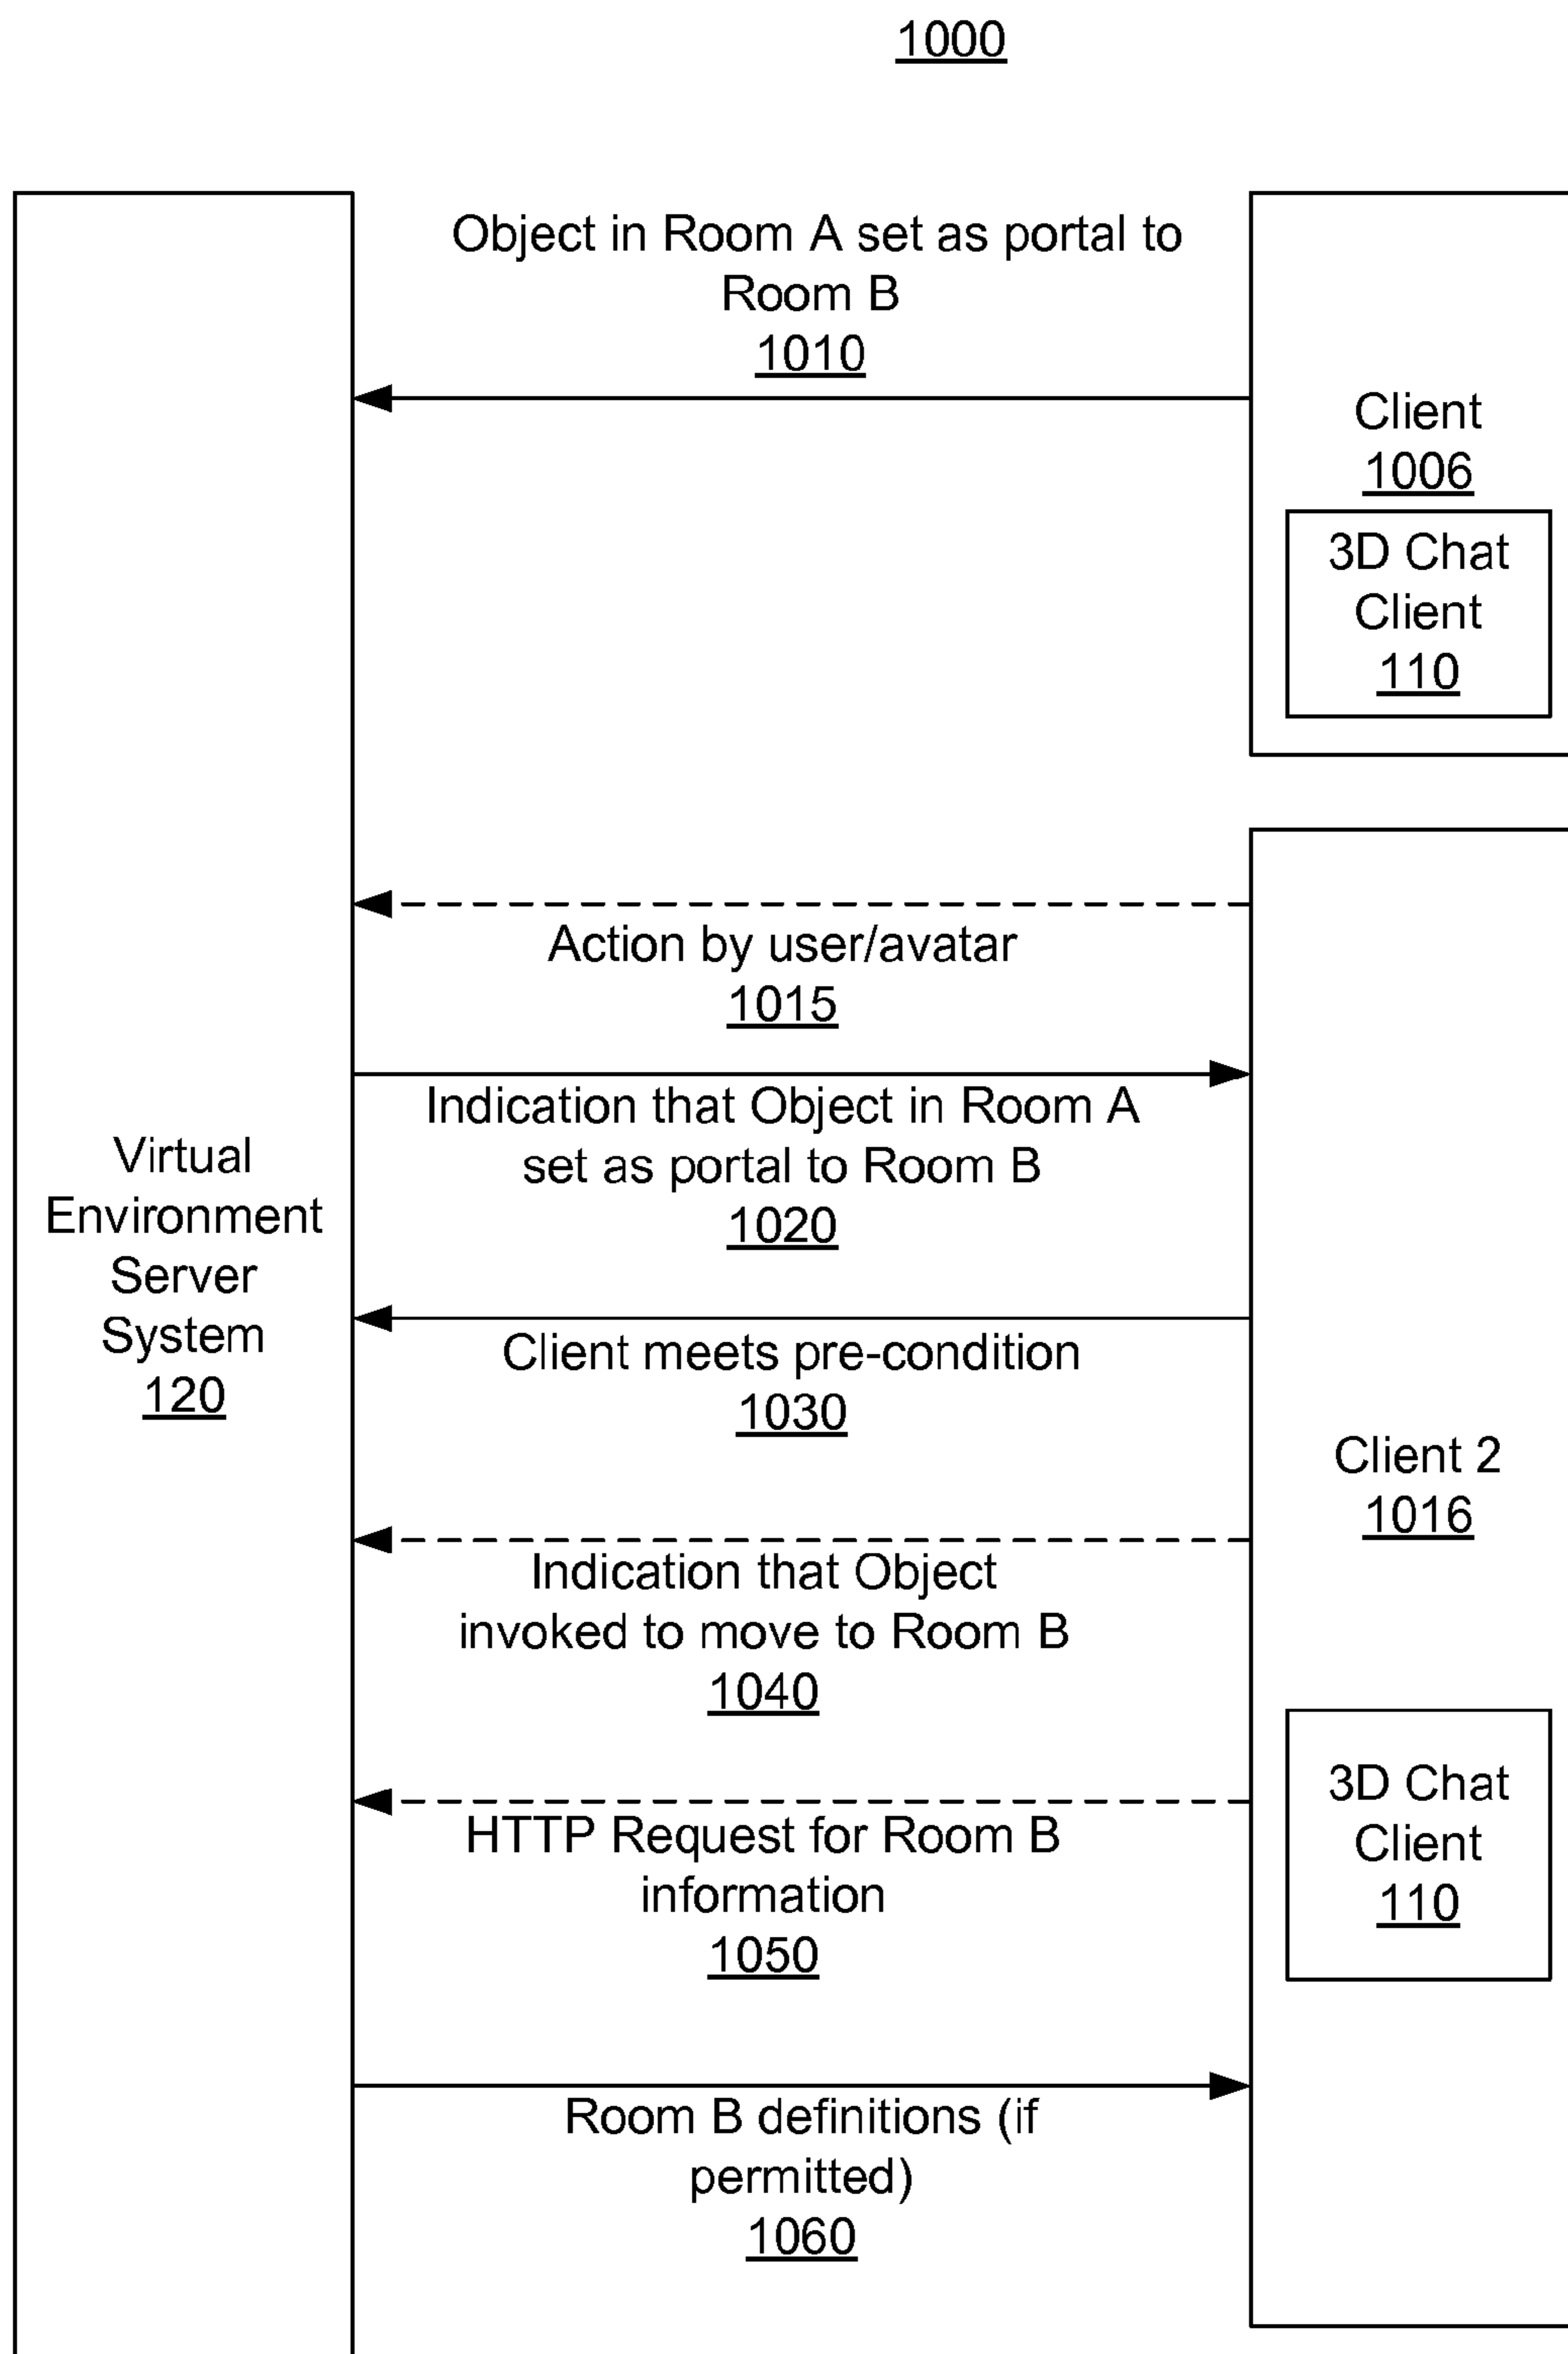 1000
Object in Room A set as portal to
Room B
1010
Client
1006
3D Chat
Client
110
Action by user/avatar
1015
Indication that Object in Room A
set as portal to Room B
1020
Virtual
Environment
Server
System
120
Client meets pre-condition
1030
Client 2
1016
Indication that Object
invoked to move to Room B
1040
3D Chat
Client
110
HTTP Request for Room B
information
1050
Room B definitions (if
permitted)
1060